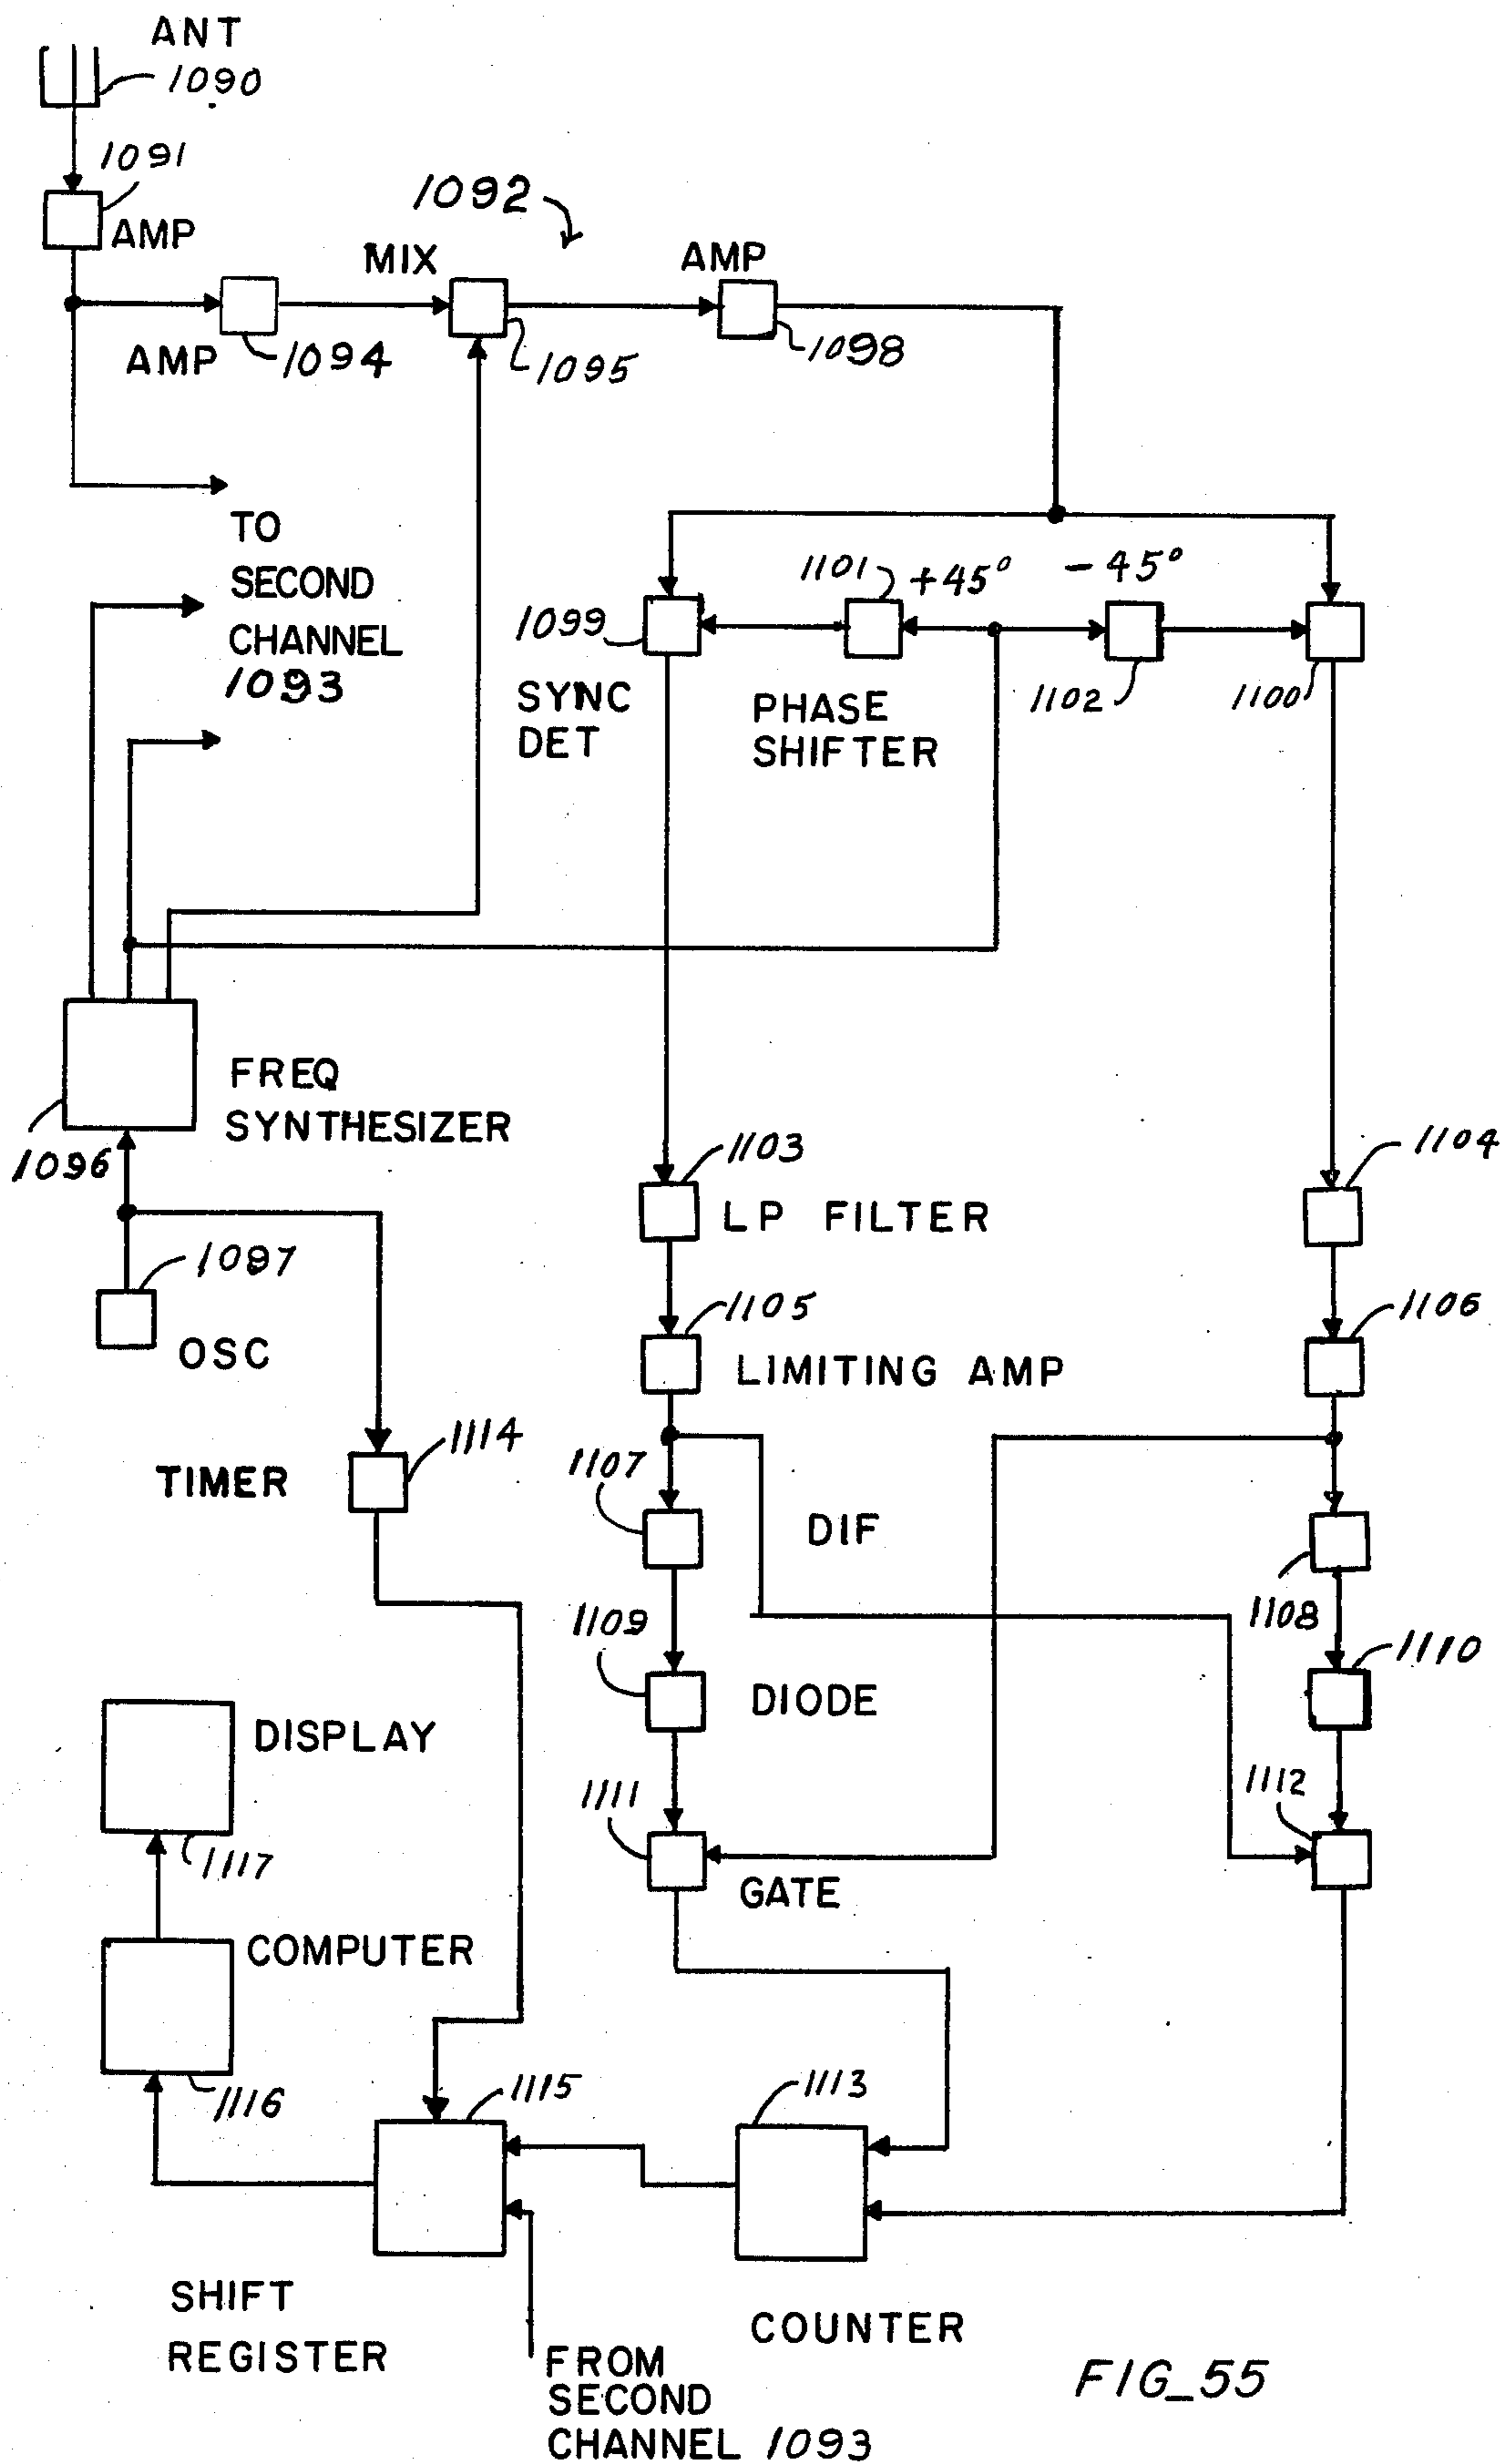 ANT
1090
1091
AMP
1092
MIX
AMP
AMP
1094
1095
1098
TO
SECOND
CHANNEL
1093
1101
+45°
-45°
1099
SYNC
DET
PHASE
SHIFTER
1102
1100
FREQ
SYNTHESIZER
1096
1097
OSC
1103
LP FILTER
1104
1105
LIMITING AMP
1106
TIMER
1114
1107
DIF
1108
1109
DIODE
1110
DISPLAY
1117
1111
GATE
1112
COMPUTER
1116
1115
1113
SHIFT
REGISTER
COUNTER
FROM
SECOND
CHANNEL 1093
FIG_55